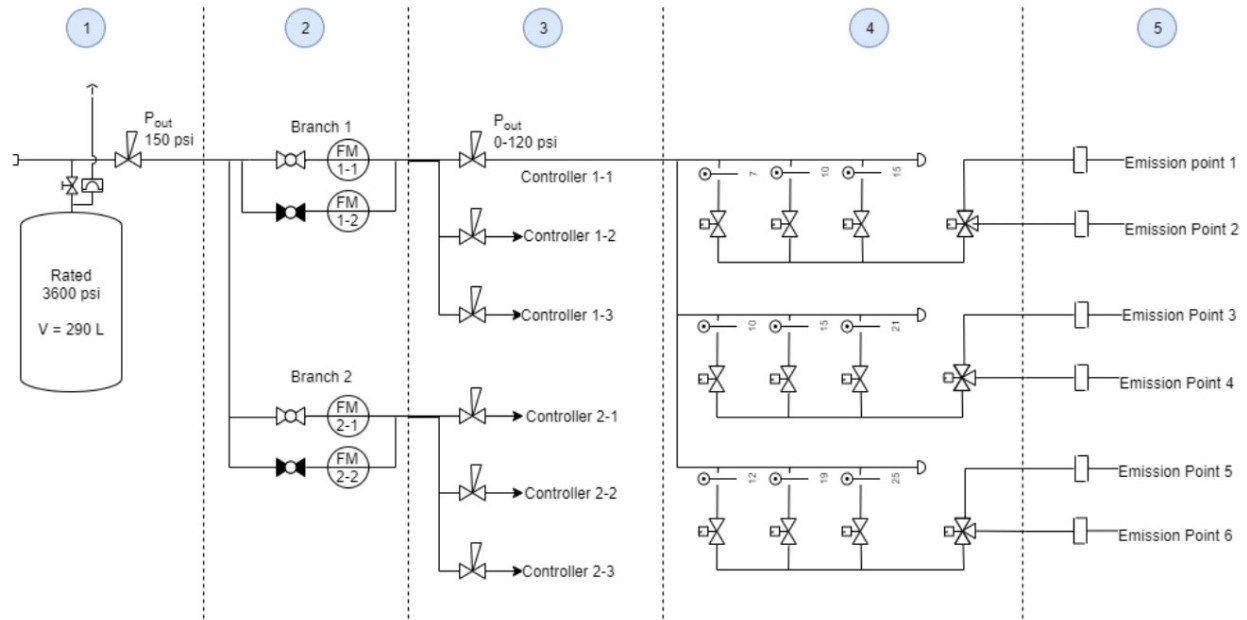 1
2
3
4
5
Pout
150 psi
Rated
3600 psi
V = 290 L
Branch 1
FM
1-1
FM
1-2
Branch 2
FM
2-1
FM
2-2
Pout
0-120 psi
Controller 1-1
Controller 1-2
Controller 1-3
Controller 2-1
Controller 2-2
Controller 2-3
7
10
15
10
15
21
12
19
25
Emission point 1
Emission Point 2
Emission Point 3
Emission Point 4
Emission Point 5
Emission Point 6